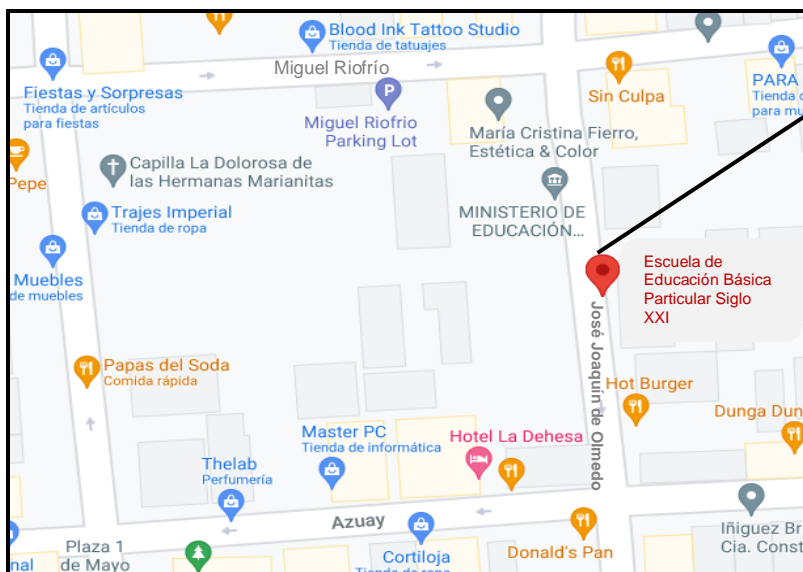 Blood Ink Tattoo Studio
Tienda de tatuajes
Miguel Riofrío
Fiestas y Sorpresas
Tienda de artículos
para fiestas
P
Miguel Riofrio
Parking Lot
Sin Culpa
PARA
Tienda
para mu
María Cristina Fierro,
Estética & Color
Pepe
Capilla La Dolorosa de
las Hermanas Marianitas
Trajes Imperial
Tienda de ropa
MINISTERIO DE
EDUCACIÓN...
Muebles
de muebles
Escuela de
Educación Básica
Particular Siglo
XXI
José Joaquín de Olmedo
Papas del Soda
Comida rápida
Hot Burger
Dunga Dun
Master PC
Tienda de informática
Hotel La Dehesa
Thelab
Perfumería
Azuay
Plaza 1
de Mayo
nal
Cortiloja
Tienda de ropa
Donald's Pan
Iñiguez Br
Cia. Const